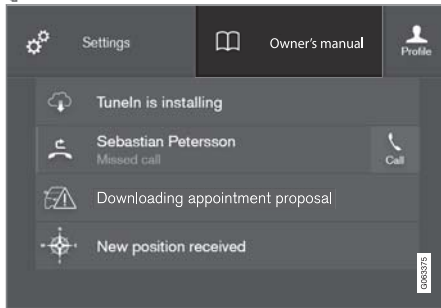 Settings
Owner's manual
Profile
TuneIn is installing
Sebastian Petersson
Missed call
Call
Downloading appointment proposal
New position received
G063375